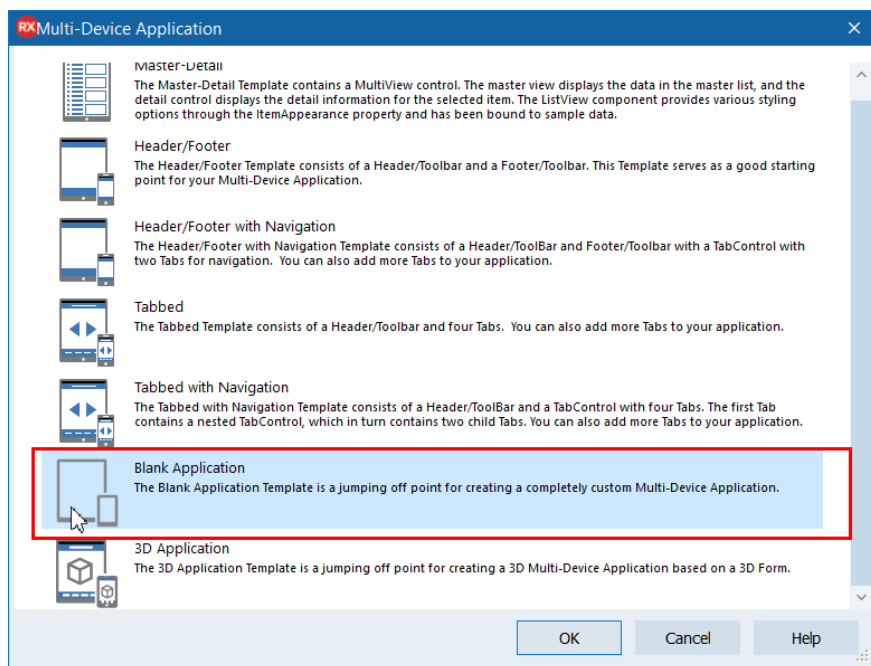 RX Multi-Device Application
Master-Detail
The Master-Detail Template contains a MultiView control. The master view displays the data in the master list, and the
detail control displays the detail information for the selected item. The ListView component provides various styling
options through the ItemAppearance property and has been bound to sample data.
Header/Footer
The Header/Footer Template consists of a Header/Toolbar and a Footer/Toolbar. This Template serves as a good starting
point for your Multi-Device Application.
Header/Footer with Navigation
The Header/Footer with Navigation Template consists of a Header/ToolBar and Footer/Toolbar with a TabControl with
two Tabs for navigation.  You can also add more Tabs to your application.
Tabbed
The Tabbed Template consists of a Header/Toolbar and four Tabs.  You can also add more Tabs to your application.
Tabbed with Navigation
The Tabbed with Navigation Template consists of a Header/ToolBar and a TabControl with four Tabs. The first Tab
contains a nested TabControl, which in turn contains two child Tabs. You can also add more Tabs to your application.
Blank Application
The Blank Application Template is a jumping off point for creating a completely custom Multi-Device Application.
3D Application
The 3D Application Template is a jumping off point for creating a 3D Multi-Device Application based on a 3D Form.
OK Cancel Help